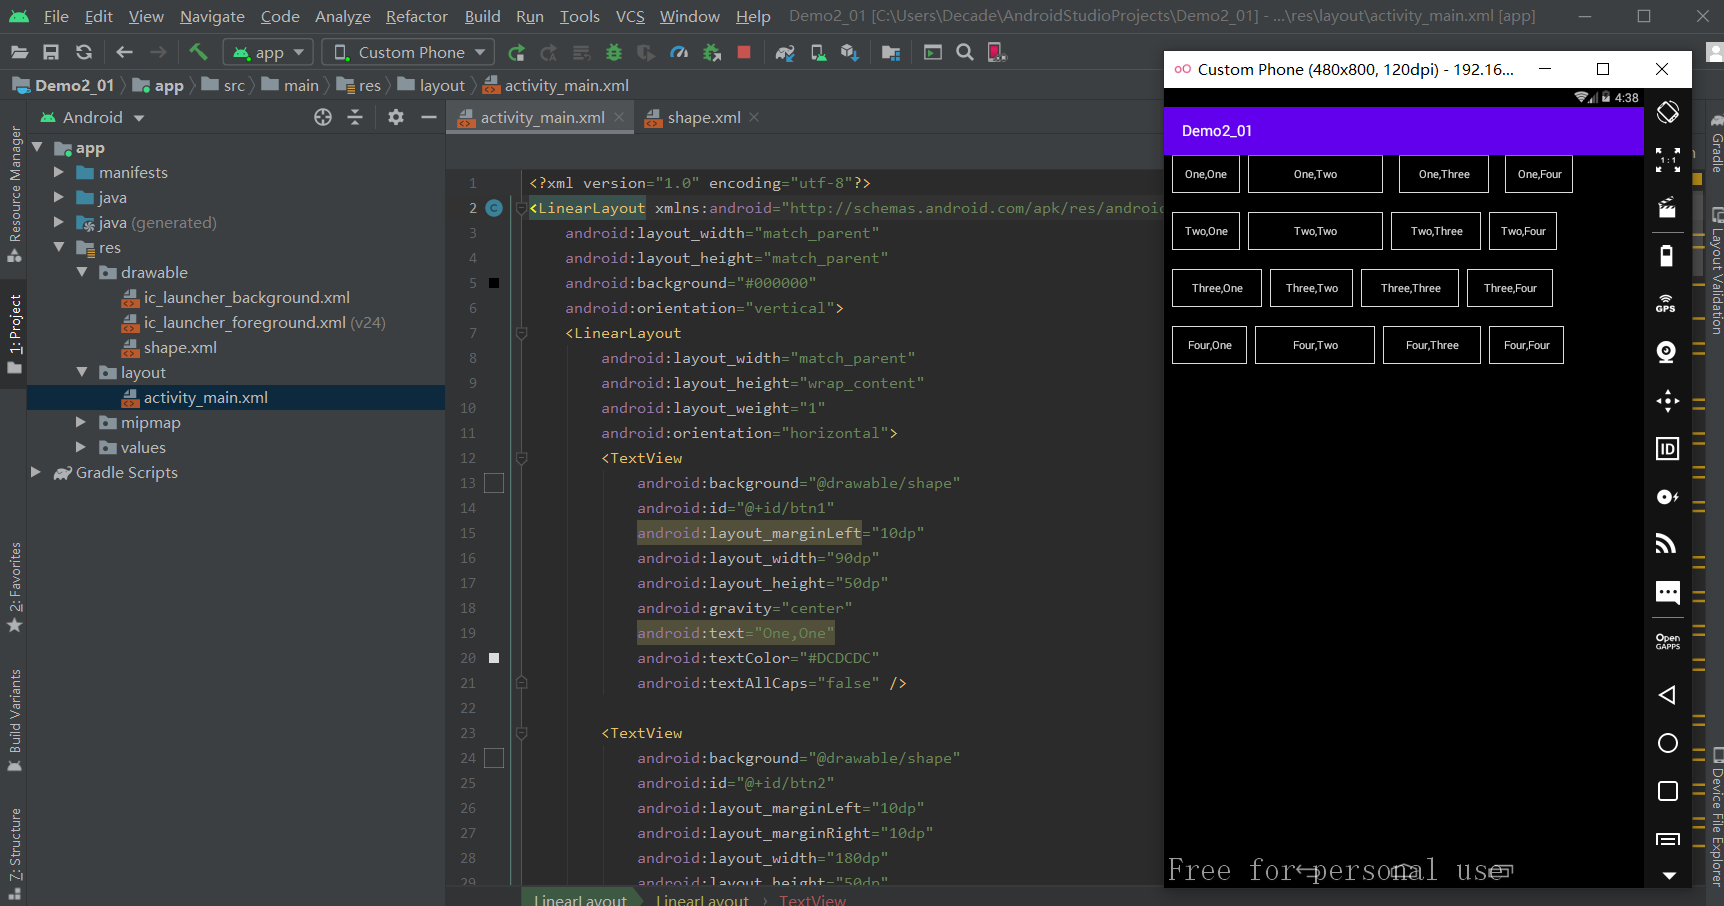 File Edit View Navigate Code Analyze Refactor Build Run Tools VCS Window Help Demo2_01 [C:\Users\Decade\AndroidStudioProjects\Demo2_01] - ...\res\layout\activity_main.xml [app]
app Custom Phone
Demo2_01 app src main res layout activity_main.xml
Android
activity_main.xml shape.xml
Resource Manager
1: Project
2: Favorites
Build Variants
7: Structure
app
manifests
java
java (generated)
res
drawable
ic_launcher_background.xml
ic_launcher_foreground.xml (v24)
shape.xml
layout
activity_main.xml
mipmap
values
Gradle Scripts
1 <?xml version="1.0" encoding="utf-8"?>
2 <LinearLayout xmlns:android="http://schemas.android.com/apk/res/android
3 android:layout_width="match_parent"
4 android:layout_height="match_parent"
5 android:background="#000000"
6 android:orientation="vertical">
7 <LinearLayout
8 android:layout_width="match_parent"
9 android:layout_height="wrap_content"
10 android:layout_weight="1"
11 android:orientation="horizontal">
12 <TextView
13 android:background="@drawable/shape"
14 android:id="@+id/btn1"
15 android:layout_marginLeft="10dp"
16 android:layout_width="90dp"
17 android:layout_height="50dp"
18 android:gravity="center"
19 android:text="One,One"
20 android:textColor="#DCDCDC"
21 android:textAllCaps="false" />
22
23 <TextView
24 android:background="@drawable/shape"
25 android:id="@+id/btn2"
26 android:layout_marginLeft="10dp"
27 android:layout_marginRight="10dp"
28 android:layout_width="180dp"
29 android:layout_height="50dp"
LinearLayout LinearLayout TextView
Custom Phone (480x800, 120dpi) - 192.16...
4:38
Demo2_01
One,One One,Two One,Three One,Four
Two,One Two,Two Two,Three Two,Four
Three,One Three,Two Three,Three Three,Four
Four,One Four,Two Four,Three Four,Four
Free for personal use
1:1
GPS
ID
Open
GAPPS
Gradle
Layout Validation
Device File Explorer